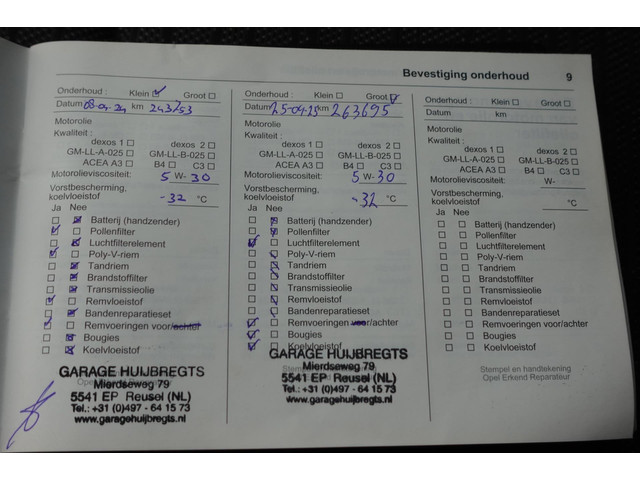 Bevestiging onderhoud 9
Onderhoud : Klein Groot
Datum 08-04-24 km 243753
Motorolie
Kwaliteit :
dexos 1 dexos 2
GM-LL-A-025 GM-LL-B-025
ACEA A3 B4 C3
Motorolieviscositeit: 5 W- 30
Vorstbescherming,
koelvloeistof -32 °C
Ja Nee
Batterij (handzender)
Pollenfilter
Luchtfilterelement
Poly-V-riem
Tandriem
Brandstoffilter
Transmissieolie
Remvloeistof
Bandenreparatieset
Remvoeringen voor/achter
Bougies
Koelvloeistof
GARAGE HUIJBREGTS
Mierdseweg 79
5541 EP Reusel (NL)
Tel.: +31 (0)497 - 64 15 73
www.garagehuijbregts.nl
Onderhoud : Klein Groot
Datum 25-04-25 km 263695
Motorolie
Kwaliteit :
dexos 1 dexos 2
GM-LL-A-025 GM-LL-B-025
ACEA A3 B4 C3
Motorolieviscositeit: 5 W- 30
Vorstbescherming,
koelvloeistof -32 °C
Ja Nee
Batterij (handzender)
Pollenfilter
Luchtfilterelement
Poly-V-riem
Tandriem
Brandstoffilter
Transmissieolie
Remvloeistof
Bandenreparatieset
Remvoeringen voor/achter
Bougies
Koelvloeistof
GARAGE HUIJBREGTS
Mierdseweg 79
5541 EP Reusel (NL)
Tel.: +31 (0)497 - 64 15 73
www.garagehuijbregts.nl
Onderhoud : Klein Groot
Datum km
Motorolie
Kwaliteit :
dexos 1 dexos 2
GM-LL-A-025 GM-LL-B-025
ACEA A3 B4 C3
Motorolieviscositeit: W-
Vorstbescherming,
koelvloeistof °C
Ja Nee
Batterij (handzender)
Pollenfilter
Luchtfilterelement
Poly-V-riem
Tandriem
Brandstoffilter
Transmissieolie
Remvloeistof
Bandenreparatieset
Remvoeringen voor/achter
Bougies
Koelvloeistof
Stempel en handtekening
Opel Erkend Reparateur